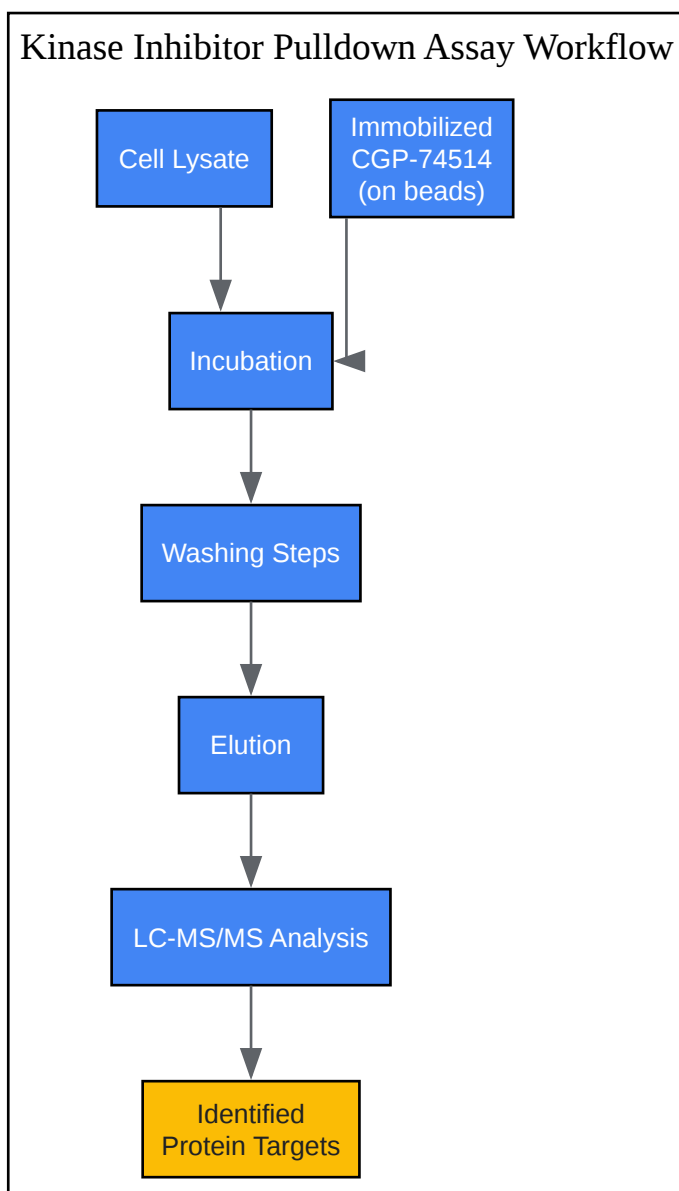 Kinase Inhibitor Pulldown Assay Workflow
Cell Lysate
Immobilized
CGP-74514
(on beads)
Incubation
Washing Steps
Elution
LC-MS/MS Analysis
Identified
Protein Targets